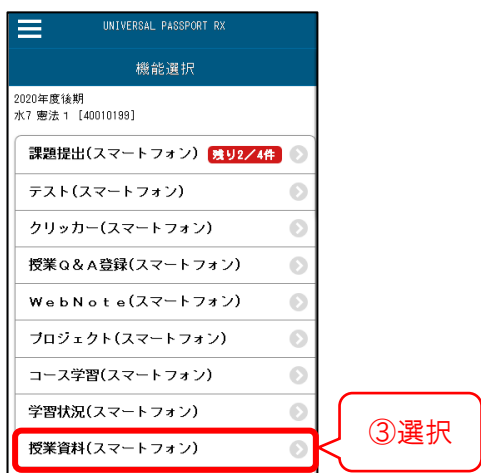 UNIVERSAL PASSPORT RX
機能選択
2020年度後期
水7 憲法1 [40010199]
課題提出(スマートフォン) 残り2/4件
テスト(スマートフォン)
クリッカー(スマートフォン)
授業Q&A登録(スマートフォン)
WebNote(スマートフォン)
プロジェクト(スマートフォン)
コース学習(スマートフォン)
学習状況(スマートフォン)
授業資料(スマートフォン)
③選択